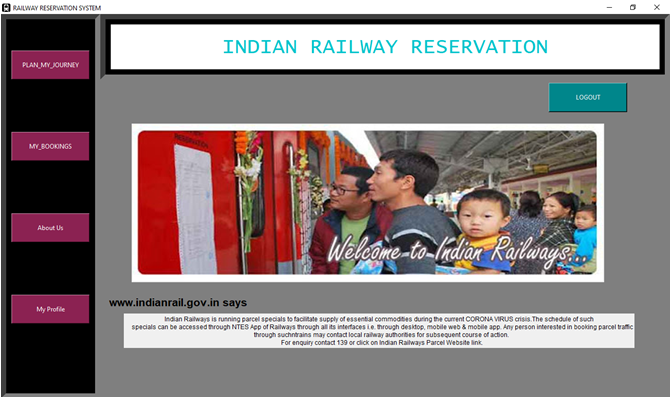 RAILWAY RESERVATION SYSTEM
INDIAN RAILWAY RESERVATION
PLAN_MY_JOURNEY
LOGOUT
MY_BOOKINGS
About Us
Welcome to Indian Railways...
My Profile
www.indianrail.gov.in says
Indian Railways is running parcel specials to facilitate supply of essential commodities during the current CORONA VIRUS crisis.The schedule of such
specials can be accessed through NTES App of Railways through all its interfaces i.e. through desktop, mobile web & mobile app. Any person interested in booking parcel traffic
through suchntrains may contact local railway authorities for subsequent course of action.
For enquiry contact 139 or click on Indian Railways Parcel Website link.